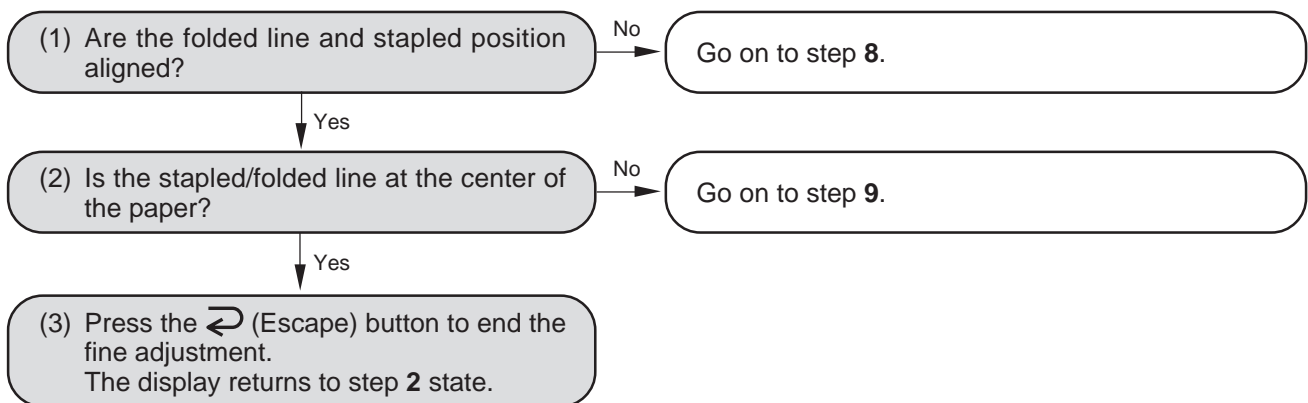 (1) Are the folded line and stapled position
aligned?
No
Go on to step 8.
Yes
(2) Is the stapled/folded line at the center of
the paper?
No
Go on to step 9.
Yes
(3) Press the (Escape) button to end the
fine adjustment.
The display returns to step 2 state.